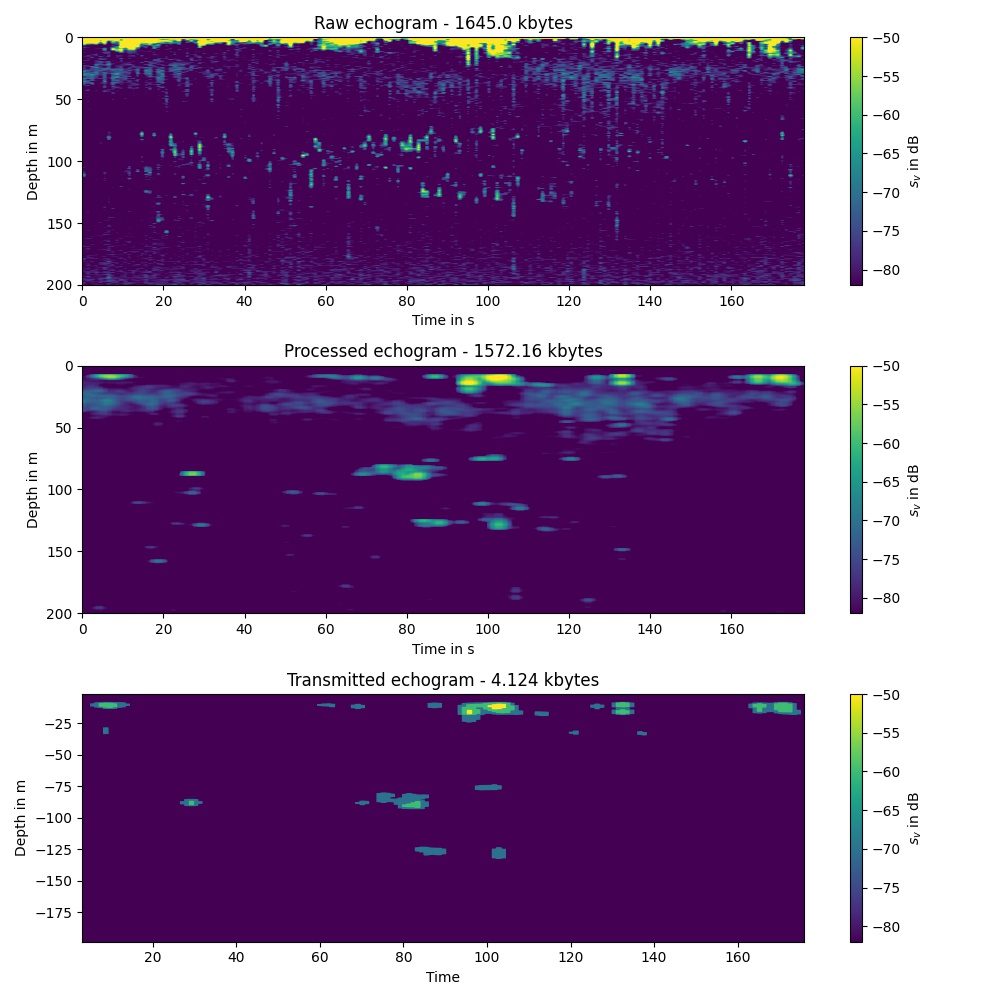 Raw echogram - 1645.0 kbytes
Depth in m
0
50
100
150
200
0 20 40 60 80 100 120 140 160
Time in s
−50
−55
−60
−65
−70
−75
−80
sv in dB
Processed echogram - 1572.16 kbytes
Depth in m
0
50
100
150
200
0 20 40 60 80 100 120 140 160
Time in s
−50
−55
−60
−65
−70
−75
−80
sv in dB
Transmitted echogram - 4.124 kbytes
Depth in m
−25
−50
−75
−100
−125
−150
−175
20 40 60 80 100 120 140 160
Time
−50
−55
−60
−65
−70
−75
−80
sv in dB